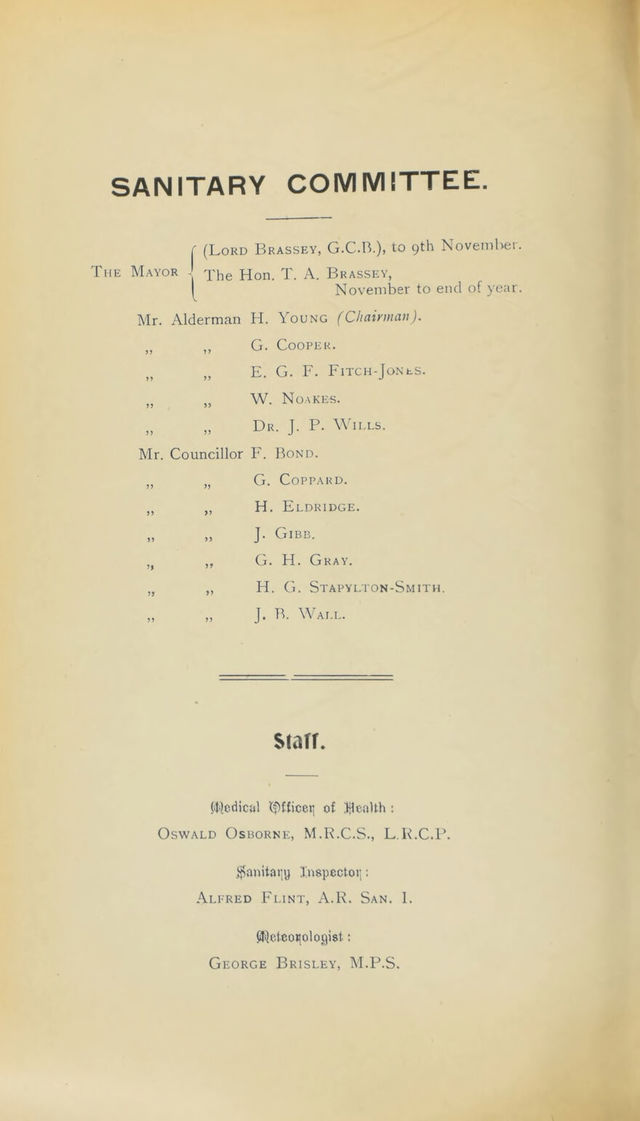 SANITARY COMMITTEE.
(LORD BRASSEY, G.C.B.), to 9th November.
THE MAYOR { The Hon. T. A. BRASSEY,
November to end of year.
Mr. Alderman H. YOUNG (Chairman).
„ „ G. COOPER.
„ „ E. G. F. FITCH-JONES.
„ „ W. NOAKES.
„ „ DR. J. P. WILLS.
Mr. Councillor F. BOND.
„ „ G. COPPARD.
„ „ H. ELDRIDGE.
„ „ J. GIBB.
„ „ G. H. GRAY.
„ „ H. G. STAPYLTON-SMITH.
„ „ J. B. WALL.
Staff.
Medical Officer of Health :
OSWALD OSBORNE, M.R.C.S., L.R.C.P.
Sanitary Inspector :
ALFRED FLINT, A.R. SAN. I.
Meteorologist :
GEORGE BRISLEY, M.P.S.